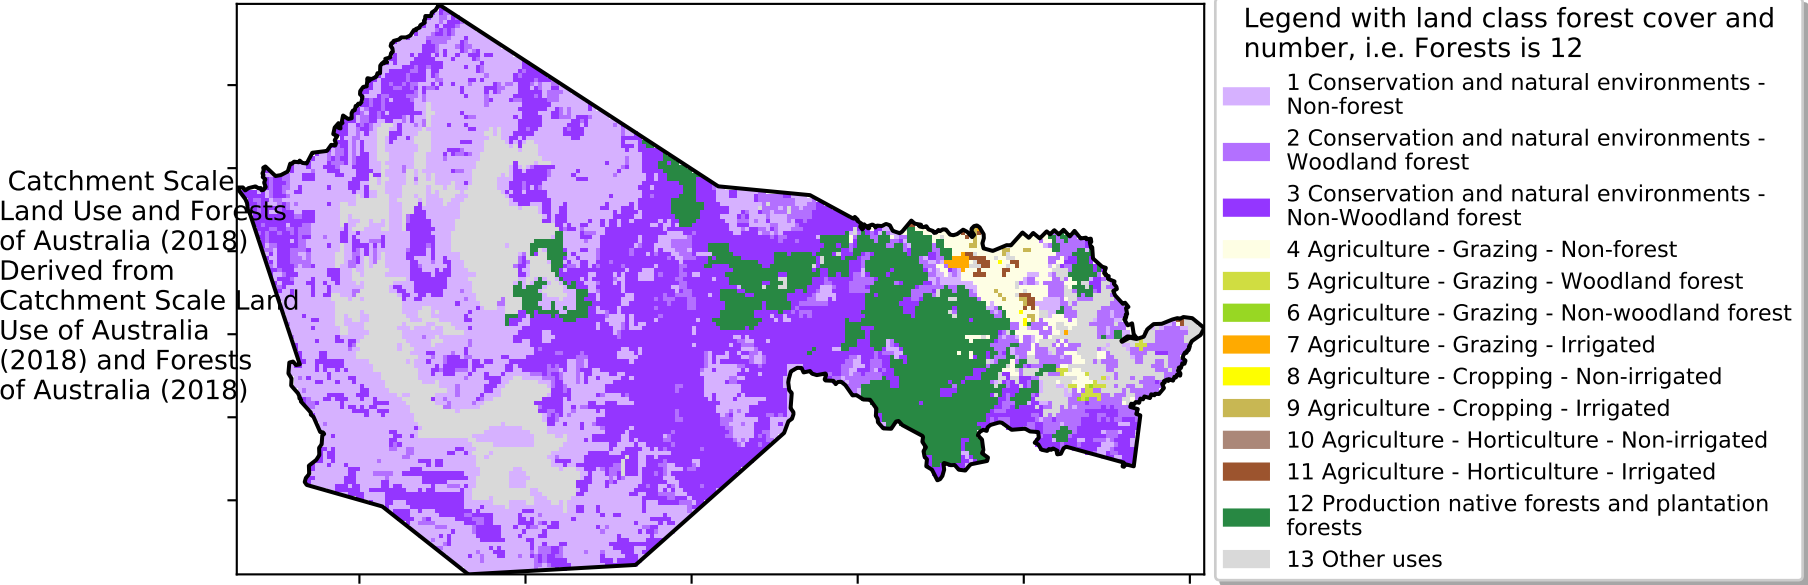 Catchment Scale
Land Use and Forests
of Australia (2018)
Derived from
Catchment Scale Land
Use of Australia
(2018) and Forests
of Australia (2018)
Legend with land class forest cover and
number, i.e. Forests is 12
1 Conservation and natural environments -
Non-forest
2 Conservation and natural environments -
Woodland forest
3 Conservation and natural environments -
Non-Woodland forest
4 Agriculture - Grazing - Non-forest
5 Agriculture - Grazing - Woodland forest
6 Agriculture - Grazing - Non-woodland forest
7 Agriculture - Grazing - Irrigated
8 Agriculture - Cropping - Non-irrigated
9 Agriculture - Cropping - Irrigated
10 Agriculture - Horticulture - Non-irrigated
11 Agriculture - Horticulture - Irrigated
12 Production native forests and plantation
forests
13 Other uses